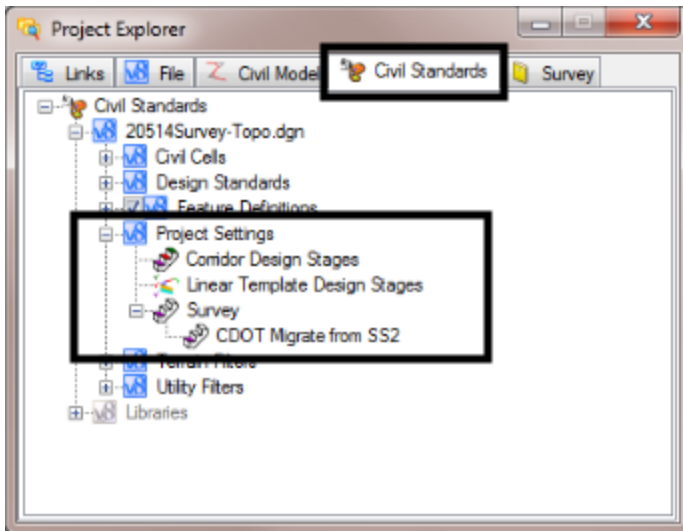 Project Explorer
Links File Civil Model Civil Standards Survey
Civil Standards
20514Survey-Topo.dgn
Civil Cells
Design Standards
Feature Definitions
Project Settings
Corridor Design Stages
Linear Template Design Stages
Survey
CDOT Migrate from SS2
Terrain Filters
Utility Filters
Libraries